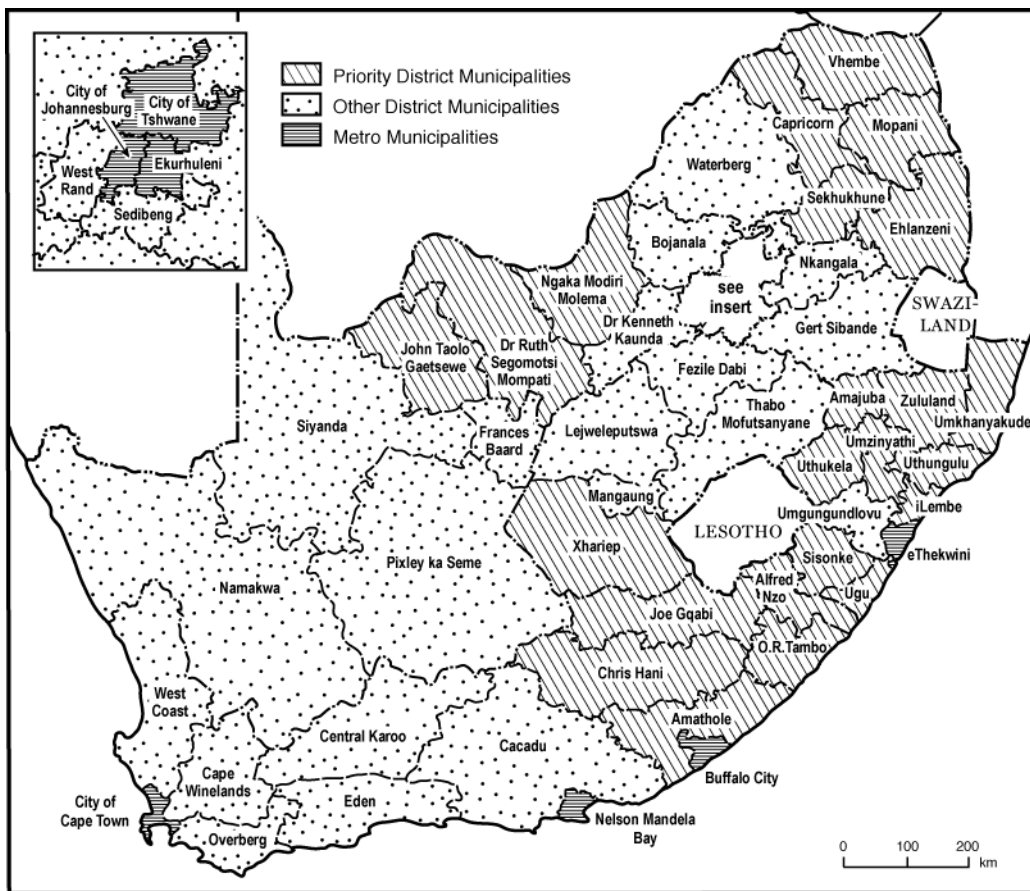 City of
Johannesburg
City of
Tshwane
West
Rand
Ekurhuleni
Sedibeng
Priority District Municipalities
Other District Municipalities
Metro Municipalities
Vhembe
Capricorn
Mopani
Waterberg
Sekhukhune
Ehlanzeni
Bojanala
Nkangala
see
insert
Ngaka Modiri
Molema
SWAZI-
LAND
Dr Kenneth
Kaunda
Gert Sibande
John Taolo
Gaetsewe
Dr Ruth
Segomotsi
Mompati
Fezile Dabi
Thabo
Mofutsanyane
Amajuba
Zululand
Umkhanyakude
Siyanda
Frances
Baard
Lejweleputswa
Umzinyathi
Uthukela
Uthungulu
Mangaung
iLembe
Umgungundlovu
LESOTHO
Xhariep
eThekwini
Sisonke
Pixley ka Seme
Namakwa
Alfred
Nzo
Ugu
Joe Gqabi
O.R.Tambo
Chris Hani
West
Coast
Amathole
Central Karoo
Cacadu
Cape
Winelands
Buffalo City
Eden
City of
Cape Town
Nelson Mandela
Bay
Overberg
0 100 200
km